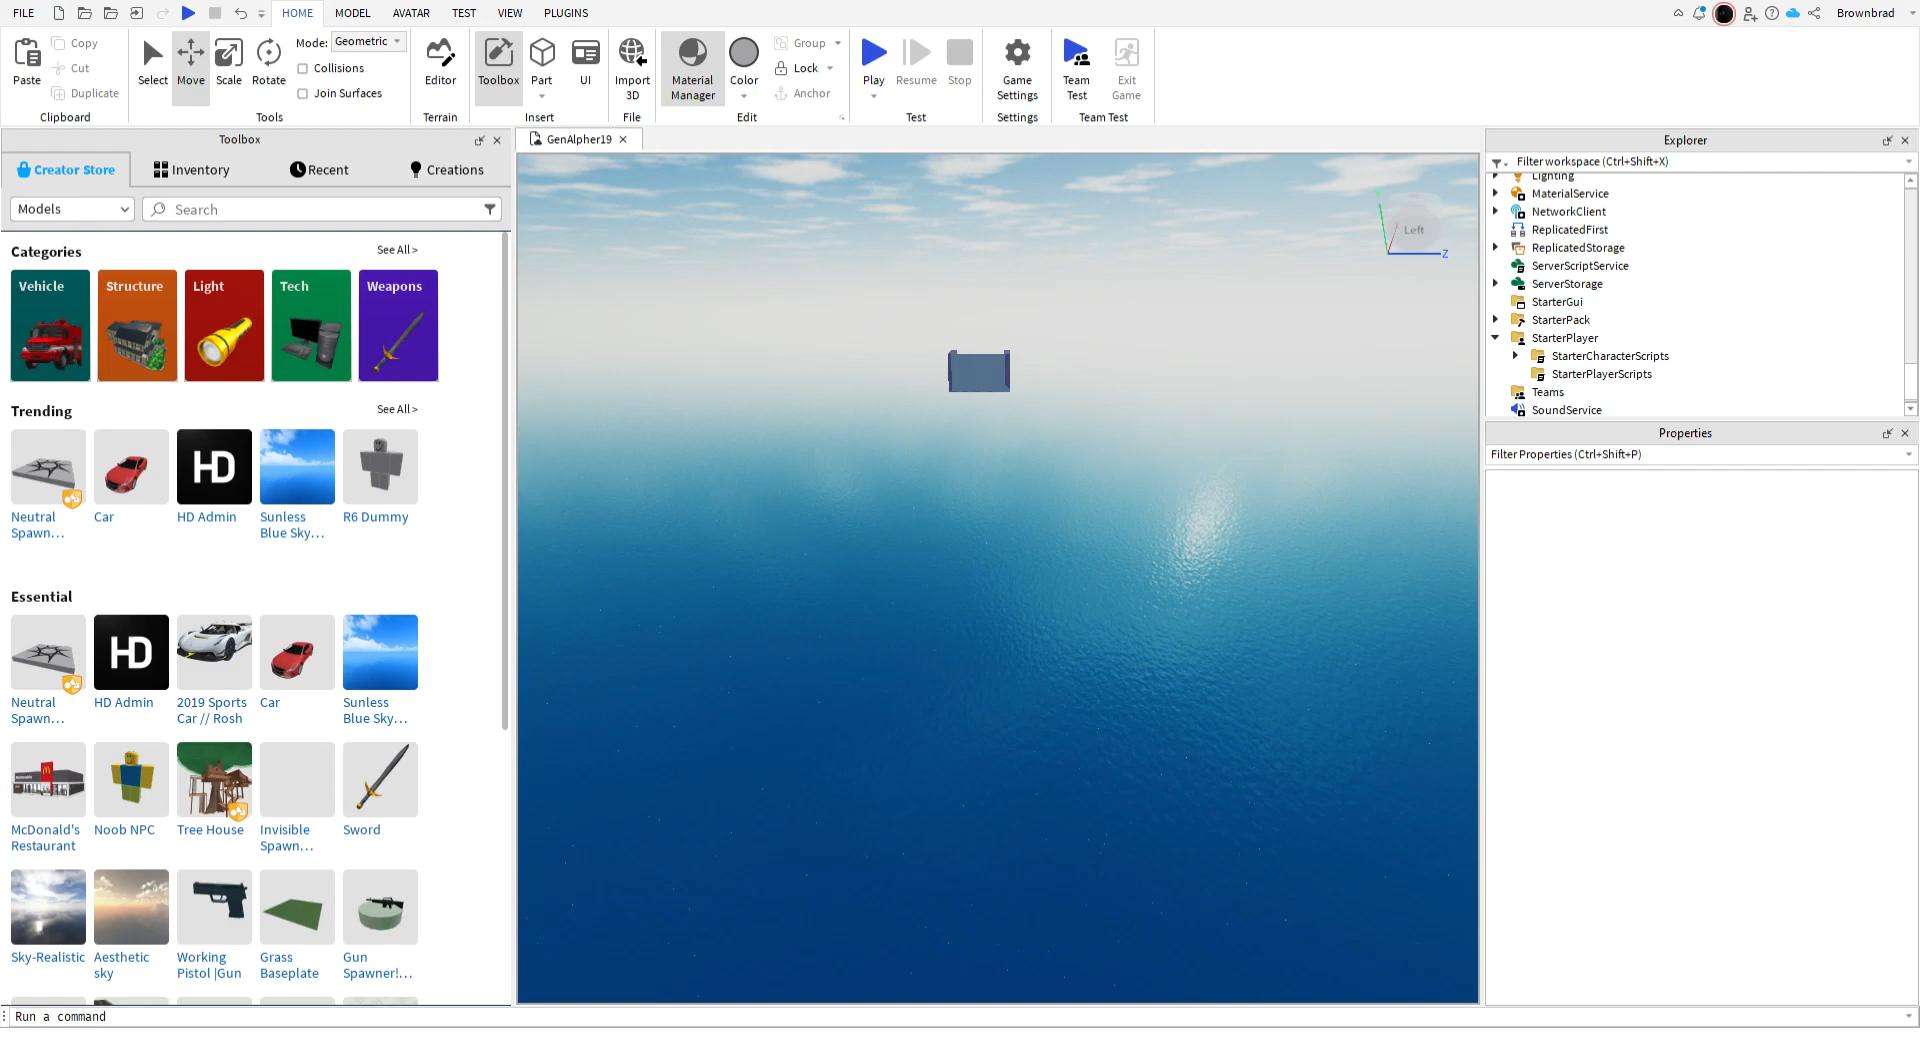 FILE HOME MODEL AVATAR TEST VIEW PLUGINS Brownbrad
Paste Copy Cut Duplicate Clipboard
Select Move Scale Rotate Mode: Geometric Collisions Join Surfaces Tools
Editor Terrain
Toolbox Part UI Insert
Import 3D File
Material Manager Color Group Lock Anchor Edit
Play Resume Stop Test
Game Settings Settings
Team Test Exit Game Team Test
Toolbox
Creator Store Inventory Recent Creations
Models Search
Categories See All >
Vehicle Structure Light Tech Weapons
Trending See All >
HD
Neutral Spawn... Car HD Admin Sunless Blue Sky... R6 Dummy
Essential
HD
Neutral Spawn... HD Admin 2019 Sports Car // Rosh Car Sunless Blue Sky...
McDonald's Restaurant Noob NPC Tree House Invisible Spawn... Sword
Sky-Realistic Aesthetic sky Working Pistol |Gun Grass Baseplate Gun Spawner!...
GenAlpher19
Left
Z
Explorer
Filter workspace (Ctrl+Shift+X)
Lighting
MaterialService
NetworkClient
ReplicatedFirst
ReplicatedStorage
ServerScriptService
ServerStorage
StarterGui
StarterPack
StarterPlayer
StarterCharacterScripts
StarterPlayerScripts
Teams
SoundService
Properties
Filter Properties (Ctrl+Shift+P)
Run a command